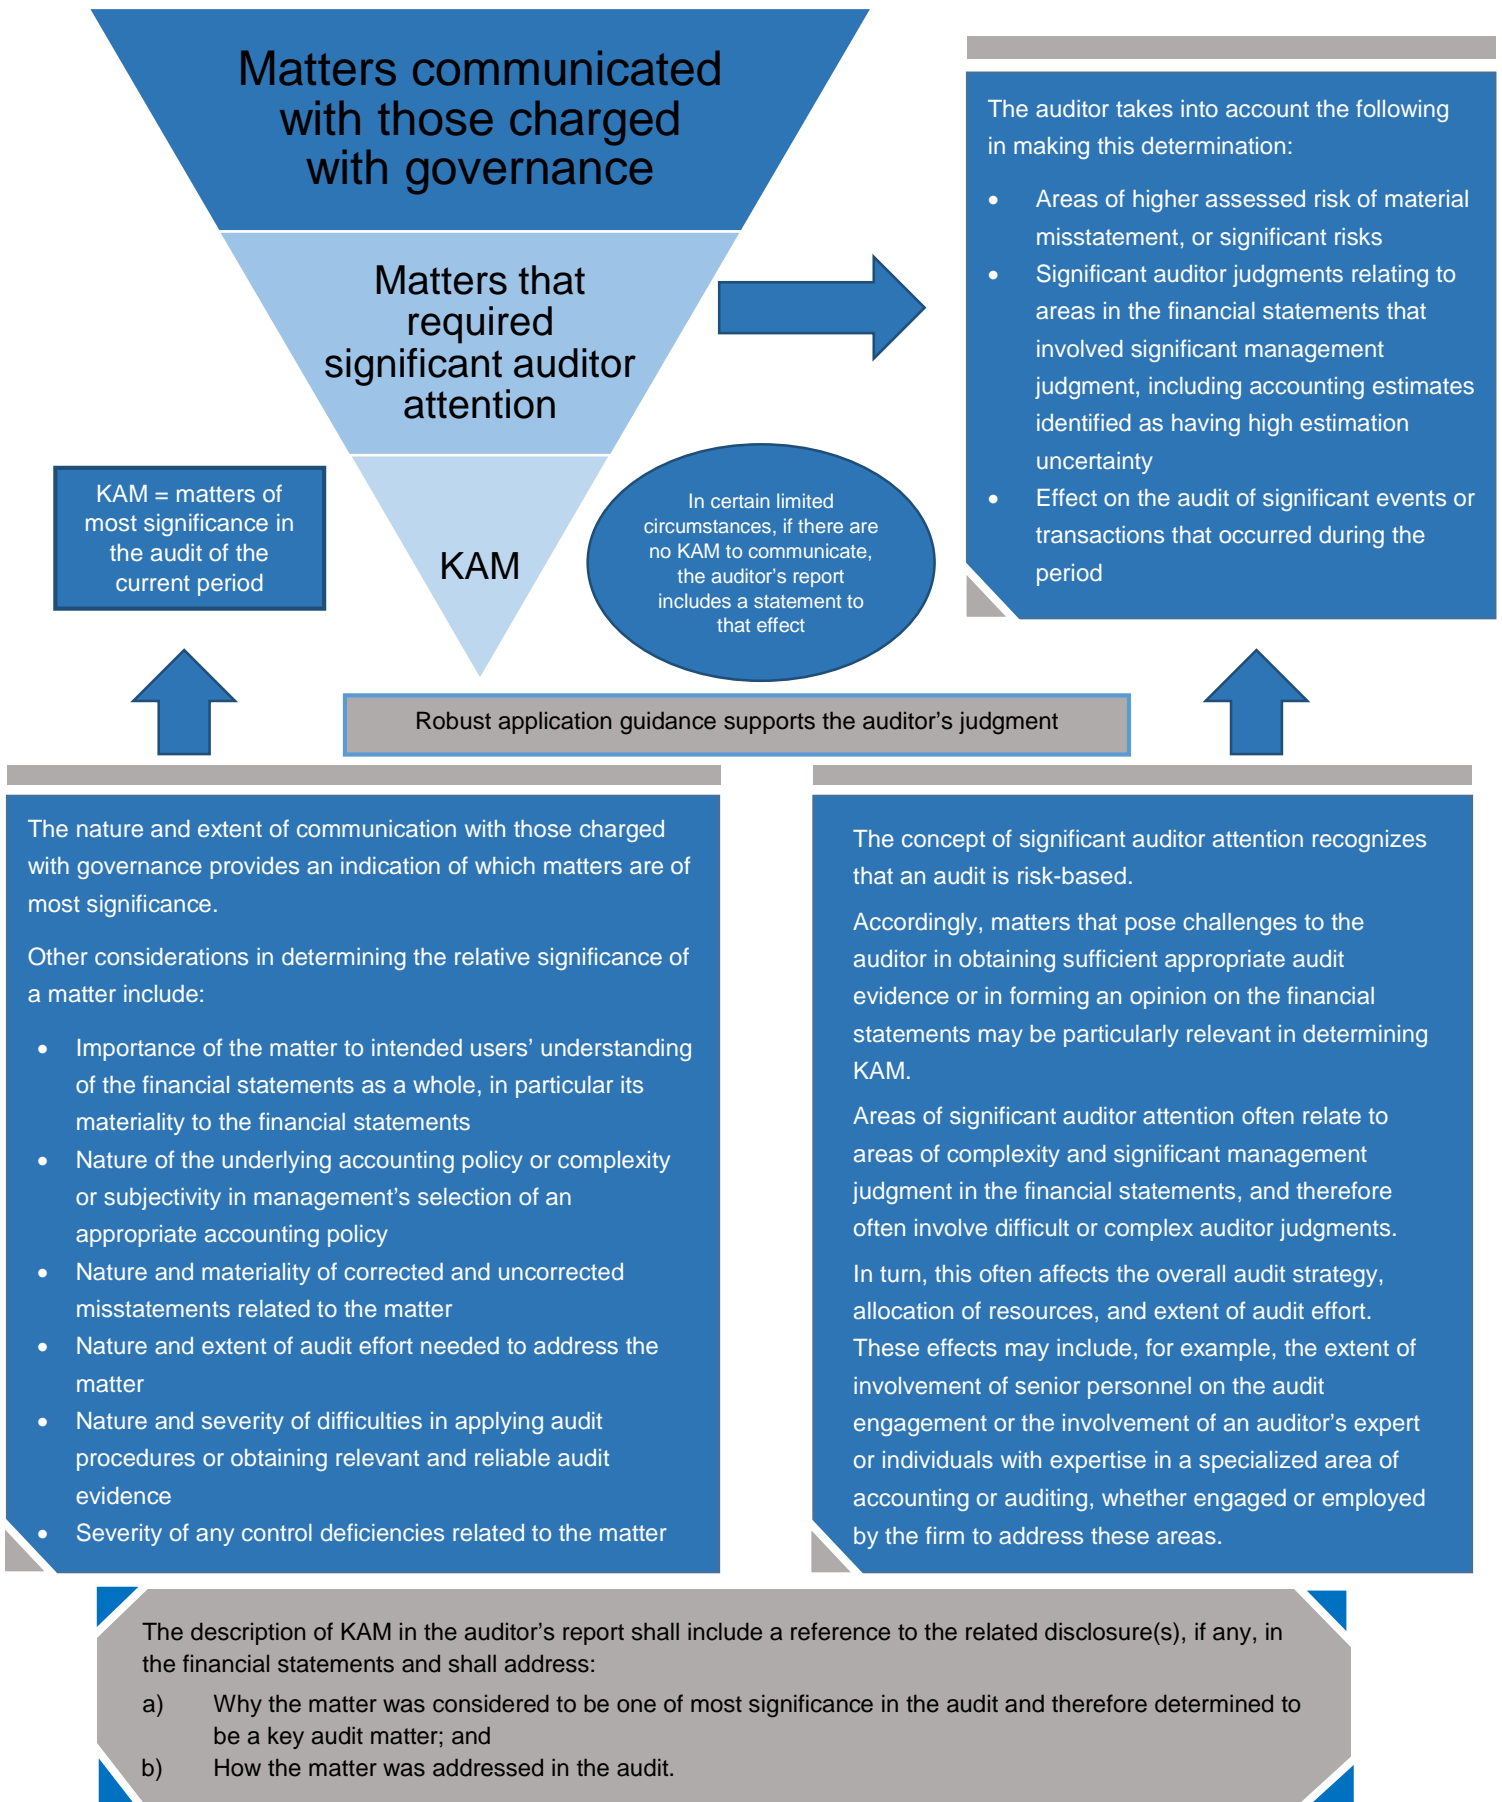 Matters communicated
with those charged
with governance
Matters that
required
significant auditor
attention
KAM
The auditor takes into account the following
in making this determination:
• Areas of higher assessed risk of material
misstatement, or significant risks
• Significant auditor judgments relating to
areas in the financial statements that
involved significant management
judgment, including accounting estimates
identified as having high estimation
uncertainty
• Effect on the audit of significant events or
transactions that occurred during the
period
KAM = matters of
most significance in
the audit of the
current period
In certain limited
circumstances, if there are
no KAM to communicate,
the auditor’s report
includes a statement to
that effect
Robust application guidance supports the auditor’s judgment
The nature and extent of communication with those charged
with governance provides an indication of which matters are of
most significance.
Other considerations in determining the relative significance of
a matter include:
• Importance of the matter to intended users’ understanding
of the financial statements as a whole, in particular its
materiality to the financial statements
• Nature of the underlying accounting policy or complexity
or subjectivity in management’s selection of an
appropriate accounting policy
• Nature and materiality of corrected and uncorrected
misstatements related to the matter
• Nature and extent of audit effort needed to address the
matter
• Nature and severity of difficulties in applying audit
procedures or obtaining relevant and reliable audit
evidence
• Severity of any control deficiencies related to the matter
The concept of significant auditor attention recognizes
that an audit is risk-based.
Accordingly, matters that pose challenges to the
auditor in obtaining sufficient appropriate audit
evidence or in forming an opinion on the financial
statements may be particularly relevant in determining
KAM.
Areas of significant auditor attention often relate to
areas of complexity and significant management
judgment in the financial statements, and therefore
often involve difficult or complex auditor judgments.
In turn, this often affects the overall audit strategy,
allocation of resources, and extent of audit effort.
These effects may include, for example, the extent of
involvement of senior personnel on the audit
engagement or the involvement of an auditor’s expert
or individuals with expertise in a specialized area of
accounting or auditing, whether engaged or employed
by the firm to address these areas.
The description of KAM in the auditor’s report shall include a reference to the related disclosure(s), if any, in
the financial statements and shall address:
a) Why the matter was considered to be one of most significance in the audit and therefore determined to
be a key audit matter; and
b) How the matter was addressed in the audit.